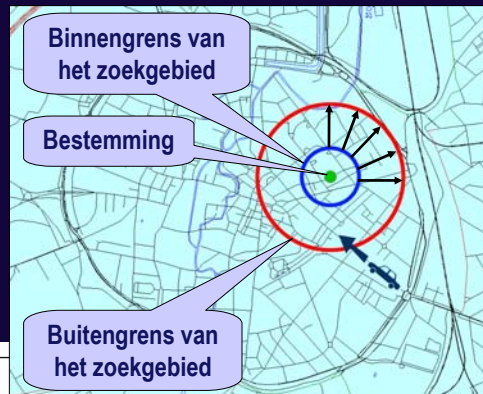 Binnengrens van
het zoekgebied
Bestemming
Buitengrens van
het zoekgebied